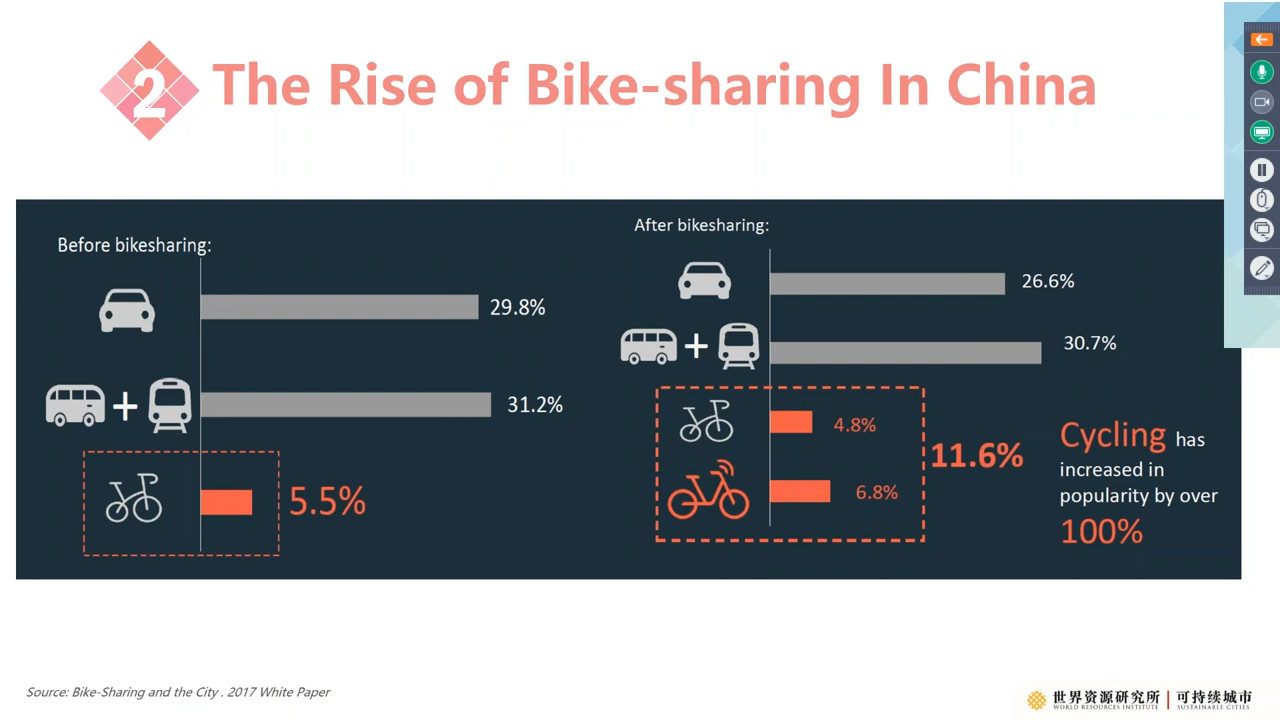 2
The Rise of Bike-sharing In China
Before bikesharing:
29.8%
31.2%
5.5%
After bikesharing:
26.6%
30.7%
4.8%
6.8%
11.6%
Cycling has
increased in
popularity by over
100%
Source: Bike-Sharing and the City . 2017 White Paper
世界资源研究所 | 可持续城市
WORLD RESOURCES INSTITUTE | SUSTAINABLE CITIES